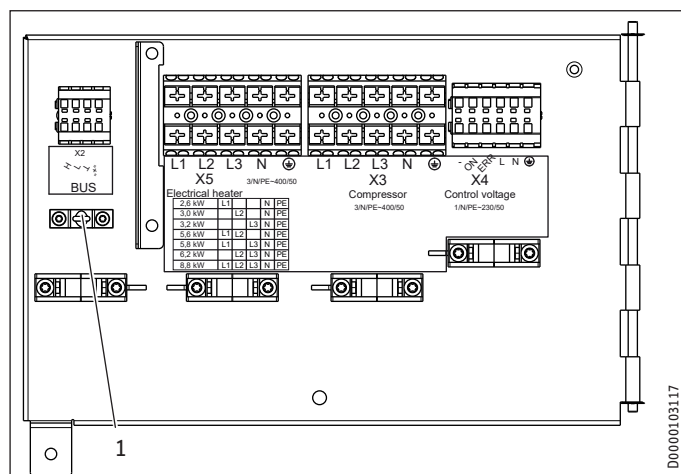 X2
H
L
⊥
"+"
BUS
L1 L2 L3 N
X5 3/N/PE~400/50
Electrical heater
2,6 kW L1 N PE
3,0 kW L2 N PE
3,2 kW L3 N PE
5,6 kW L1 L2 N PE
5,8 kW L1 L3 N PE
6,2 kW L2 L3 N PE
8,8 kW L1 L2 L3 N PE
L1 L2 L3 N
X3
Compressor
3/N/PE~400/50
- ON ERR L N
X4
Control voltage
1/N/PE~230/50
1
D0000103117